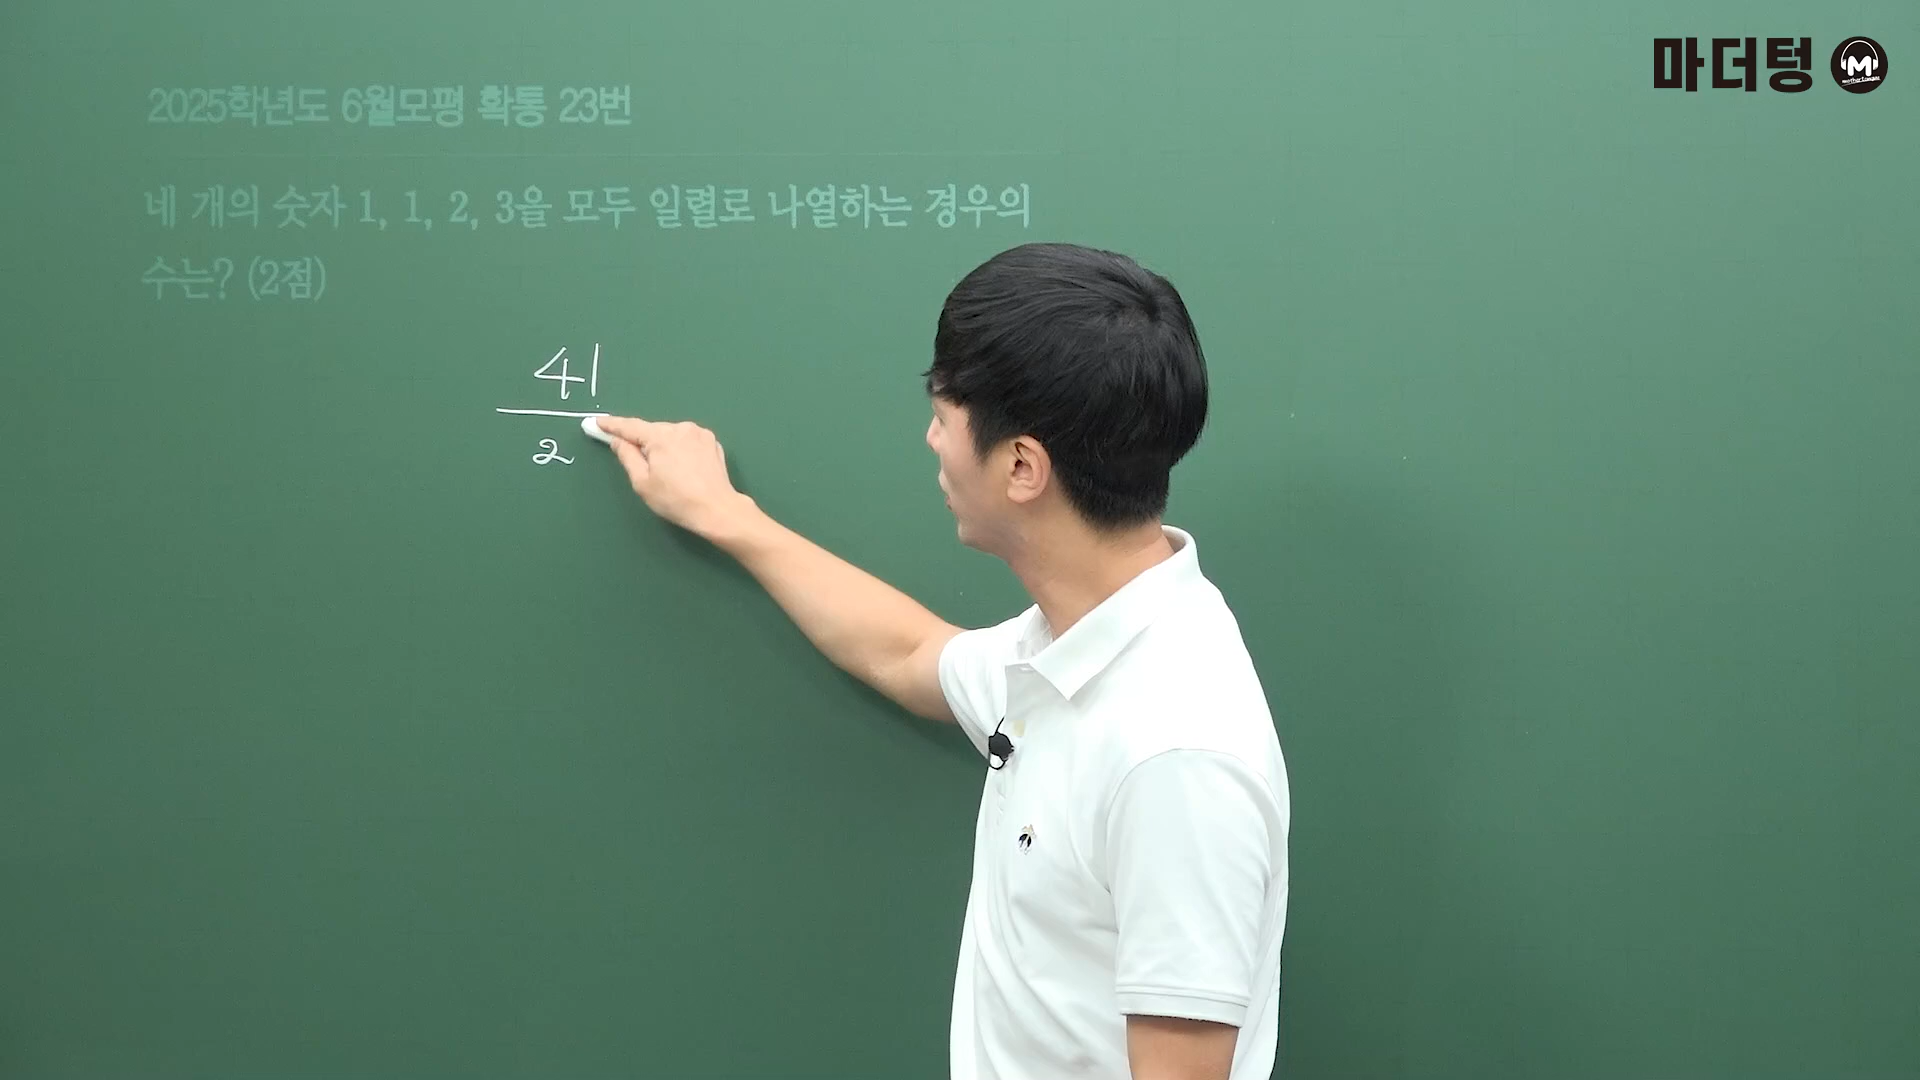 마더텅 M
2025학년도 6월모평 확통 23번
네 개의 숫자 1, 1, 2, 3을 모두 일렬로 나열하는 경우의
수는? (2점)
4!
2